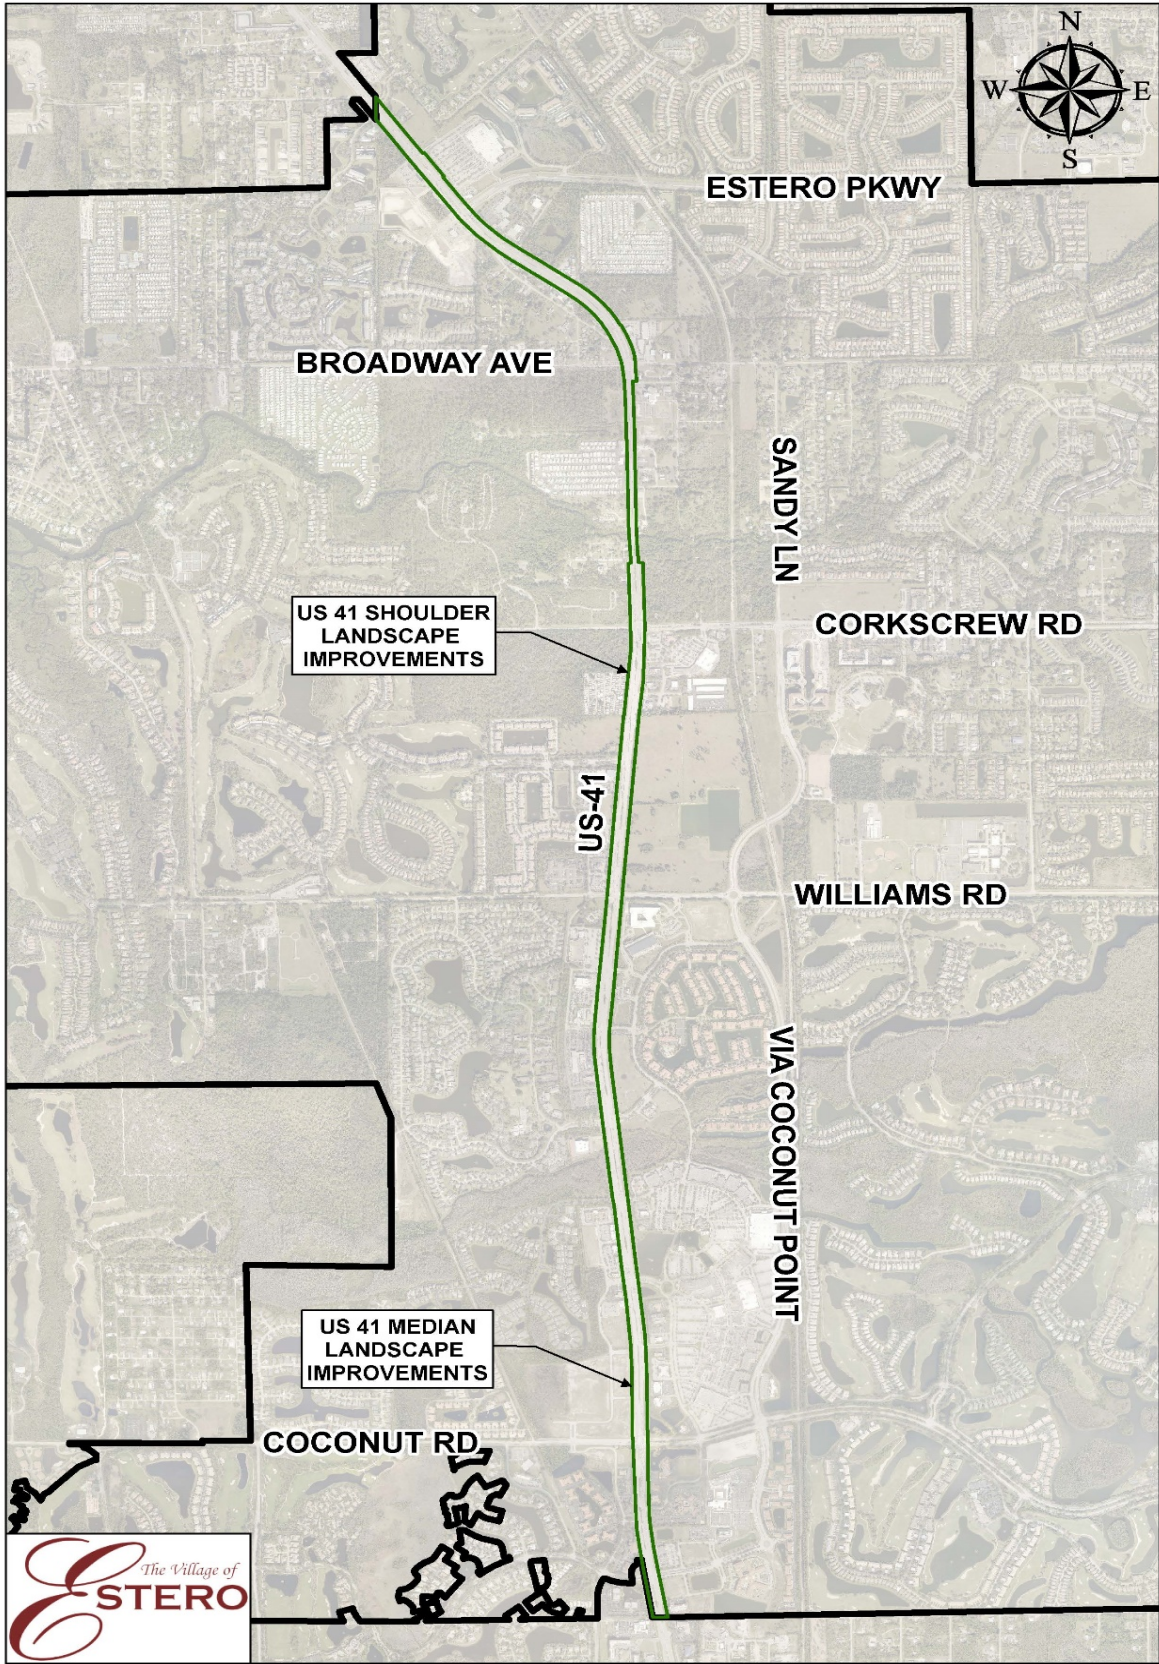 N
W
E
S
ESTERO PKWY
BROADWAY AVE
SANDY LN
US 41 SHOULDER
LANDSCAPE
IMPROVEMENTS
CORKSCREW RD
US-41
WILLIAMS RD
VIA COCONUT POINT
US 41 MEDIAN
LANDSCAPE
IMPROVEMENTS
COCONUT RD
The Village of
ESTERO